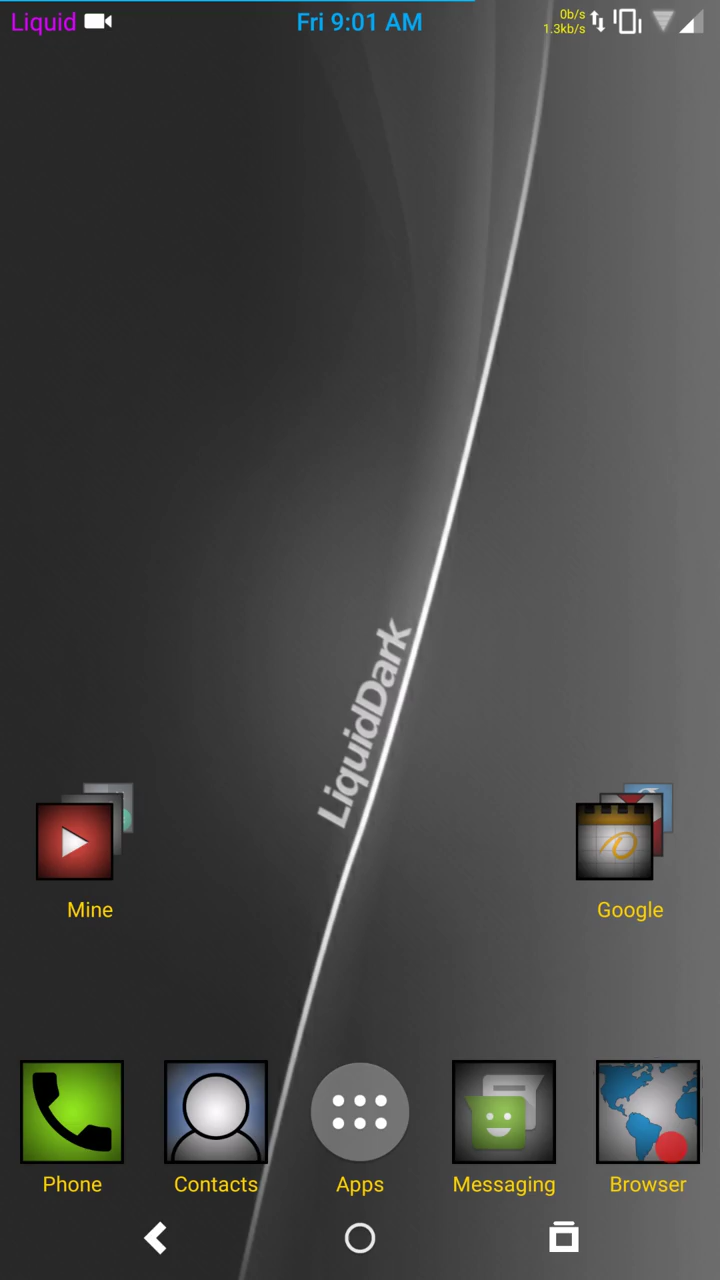 Liquid Fri 9:01 AM 0b/s
1.3kb/s
LiquidDark
Mine Google
Phone Contacts Apps Messaging Browser